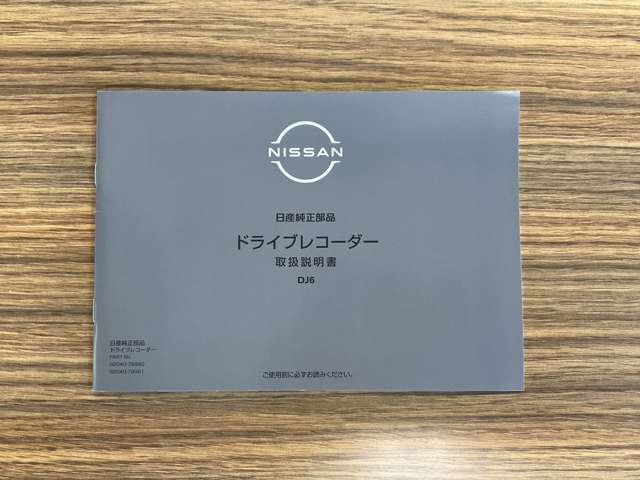 NISSAN
日産純正部品
ドライブレコーダー
取扱説明書
DJ6
日産純正部品
ドライブレコーダー
PART No.
ご使用前に必ずお読みください。